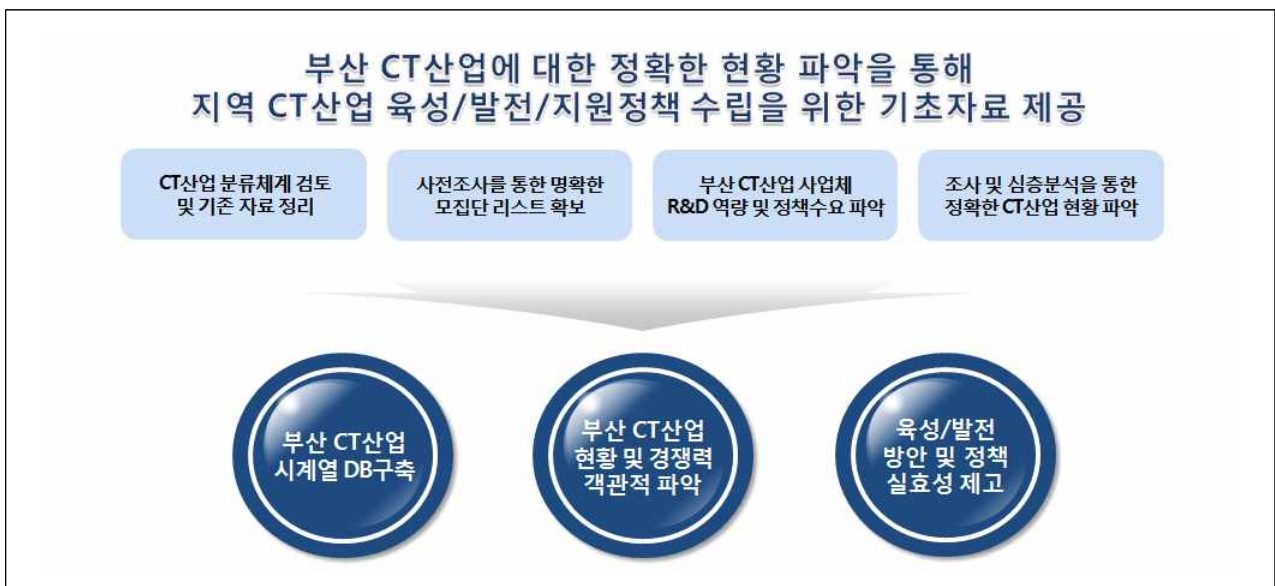 부산 CT산업에 대한 정확한 현황 파악을 통해
지역 CT산업 육성/발전/지원정책 수립을 위한 기초자료 제공
CT산업 분류체계 검토
및 기존 자료 정리
사전조사를 통한 명확한
모집단 리스트 확보
부산 CT산업 사업체
R&D 역량 및 정책수요 파악
조사 및 심층분석을 통한
정확한 CT산업 현황 파악
부산 CT산업
시계열 DB구축
부산 CT산업
현황 및 경쟁력
객관적 파악
육성/발전
방안 및 정책
실효성 제고